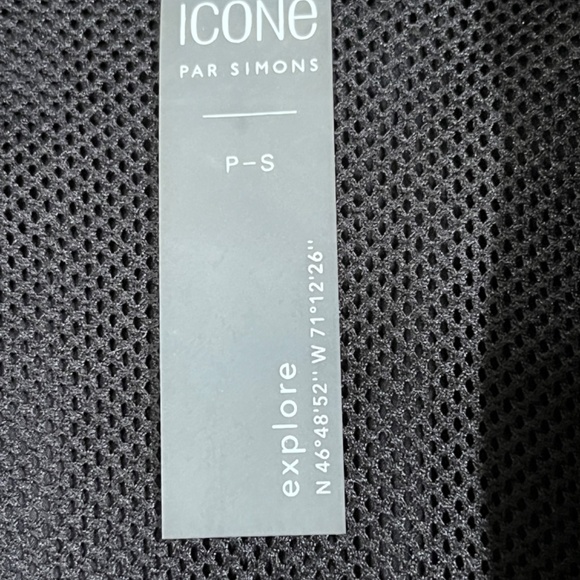 ICONE
PAR SIMONS
P-S
explore
N 46°48'52" W 71°12'26"